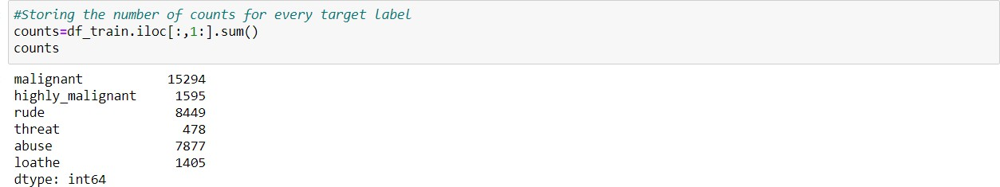 #Storing the number of counts for every target label
counts=df_train.iloc[:,1:].sum()
counts
malignant 15294
highly_malignant 1595
rude 8449
threat 478
abuse 7877
loathe 1405
dtype: int64